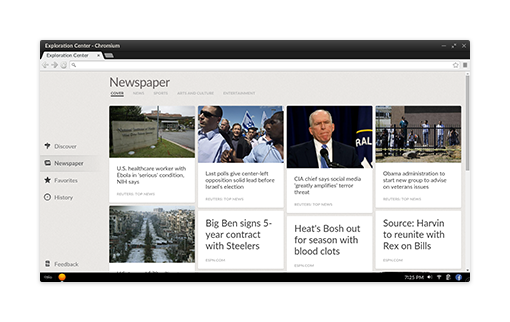 Exploration Center - Chromium
Exploration Center
Newspaper
COVER NEWS SPORTS ARTS AND CULTURE ENTERTAINMENT
Discover
Newspaper
Favorites
History
Feedback
U.S. healthcare worker with
Ebola in 'serious' condition,
NIH says
REUTERS: TOP NEWS
Last polls give center-left
opposition solid lead before
Israel's election
REUTERS: TOP NEWS
CIA chief says social media
'greatly amplifies' terror
threat
REUTERS: TOP NEWS
Obama administration to
start new group to advise
on veterans issues
REUTERS: TOP NEWS
Big Ben signs 5-
year contract
with Steelers
ESPN.COM
Heat's Bosh out
for season with
blood clots
ESPN.COM
Source: Harvin
to reunite with
Rex on Bills
ESPN.COM
7:25 PM